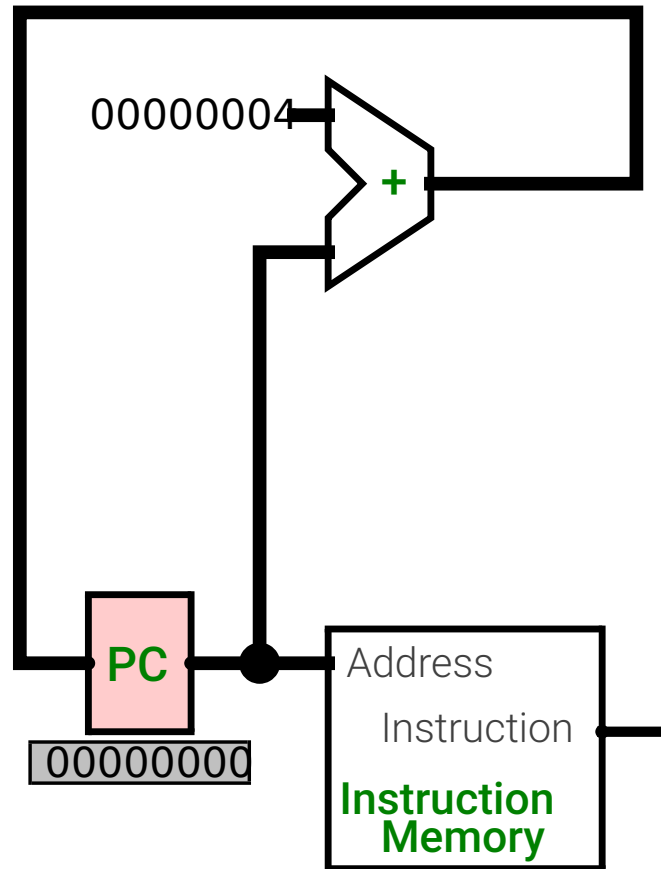 00000004
+
PC
00000000
Address
Instruction
Instruction
Memory